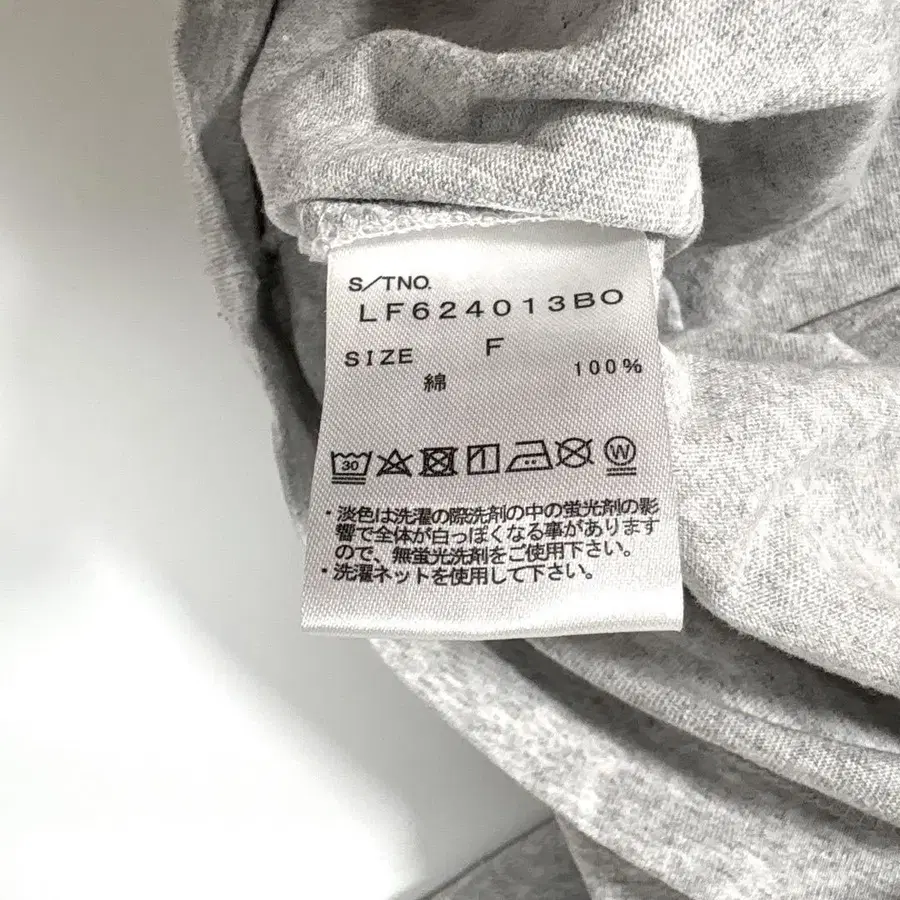 S/TNO.
LF624013BO
SIZE F
綿 100%
30 W
・淡色は洗濯の際洗剤の中の蛍光剤の影
響で全体が白っぽくなる事があります
ので、無蛍光洗剤をご使用下さい。
・洗濯ネットを使用して下さい。